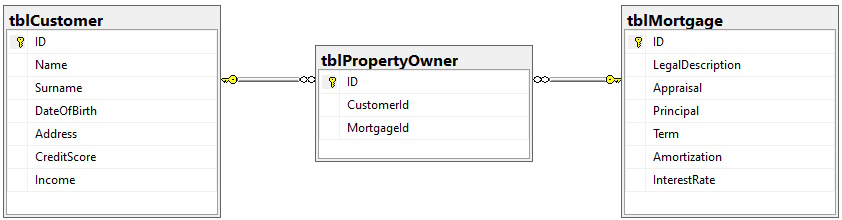 tblCustomer
ID
Name
Surname
DateOfBirth
Address
CreditScore
Income
tblPropertyOwner
ID
CustomerId
MortgageId
tblMortgage
ID
LegalDescription
Appraisal
Principal
Term
Amortization
InterestRate